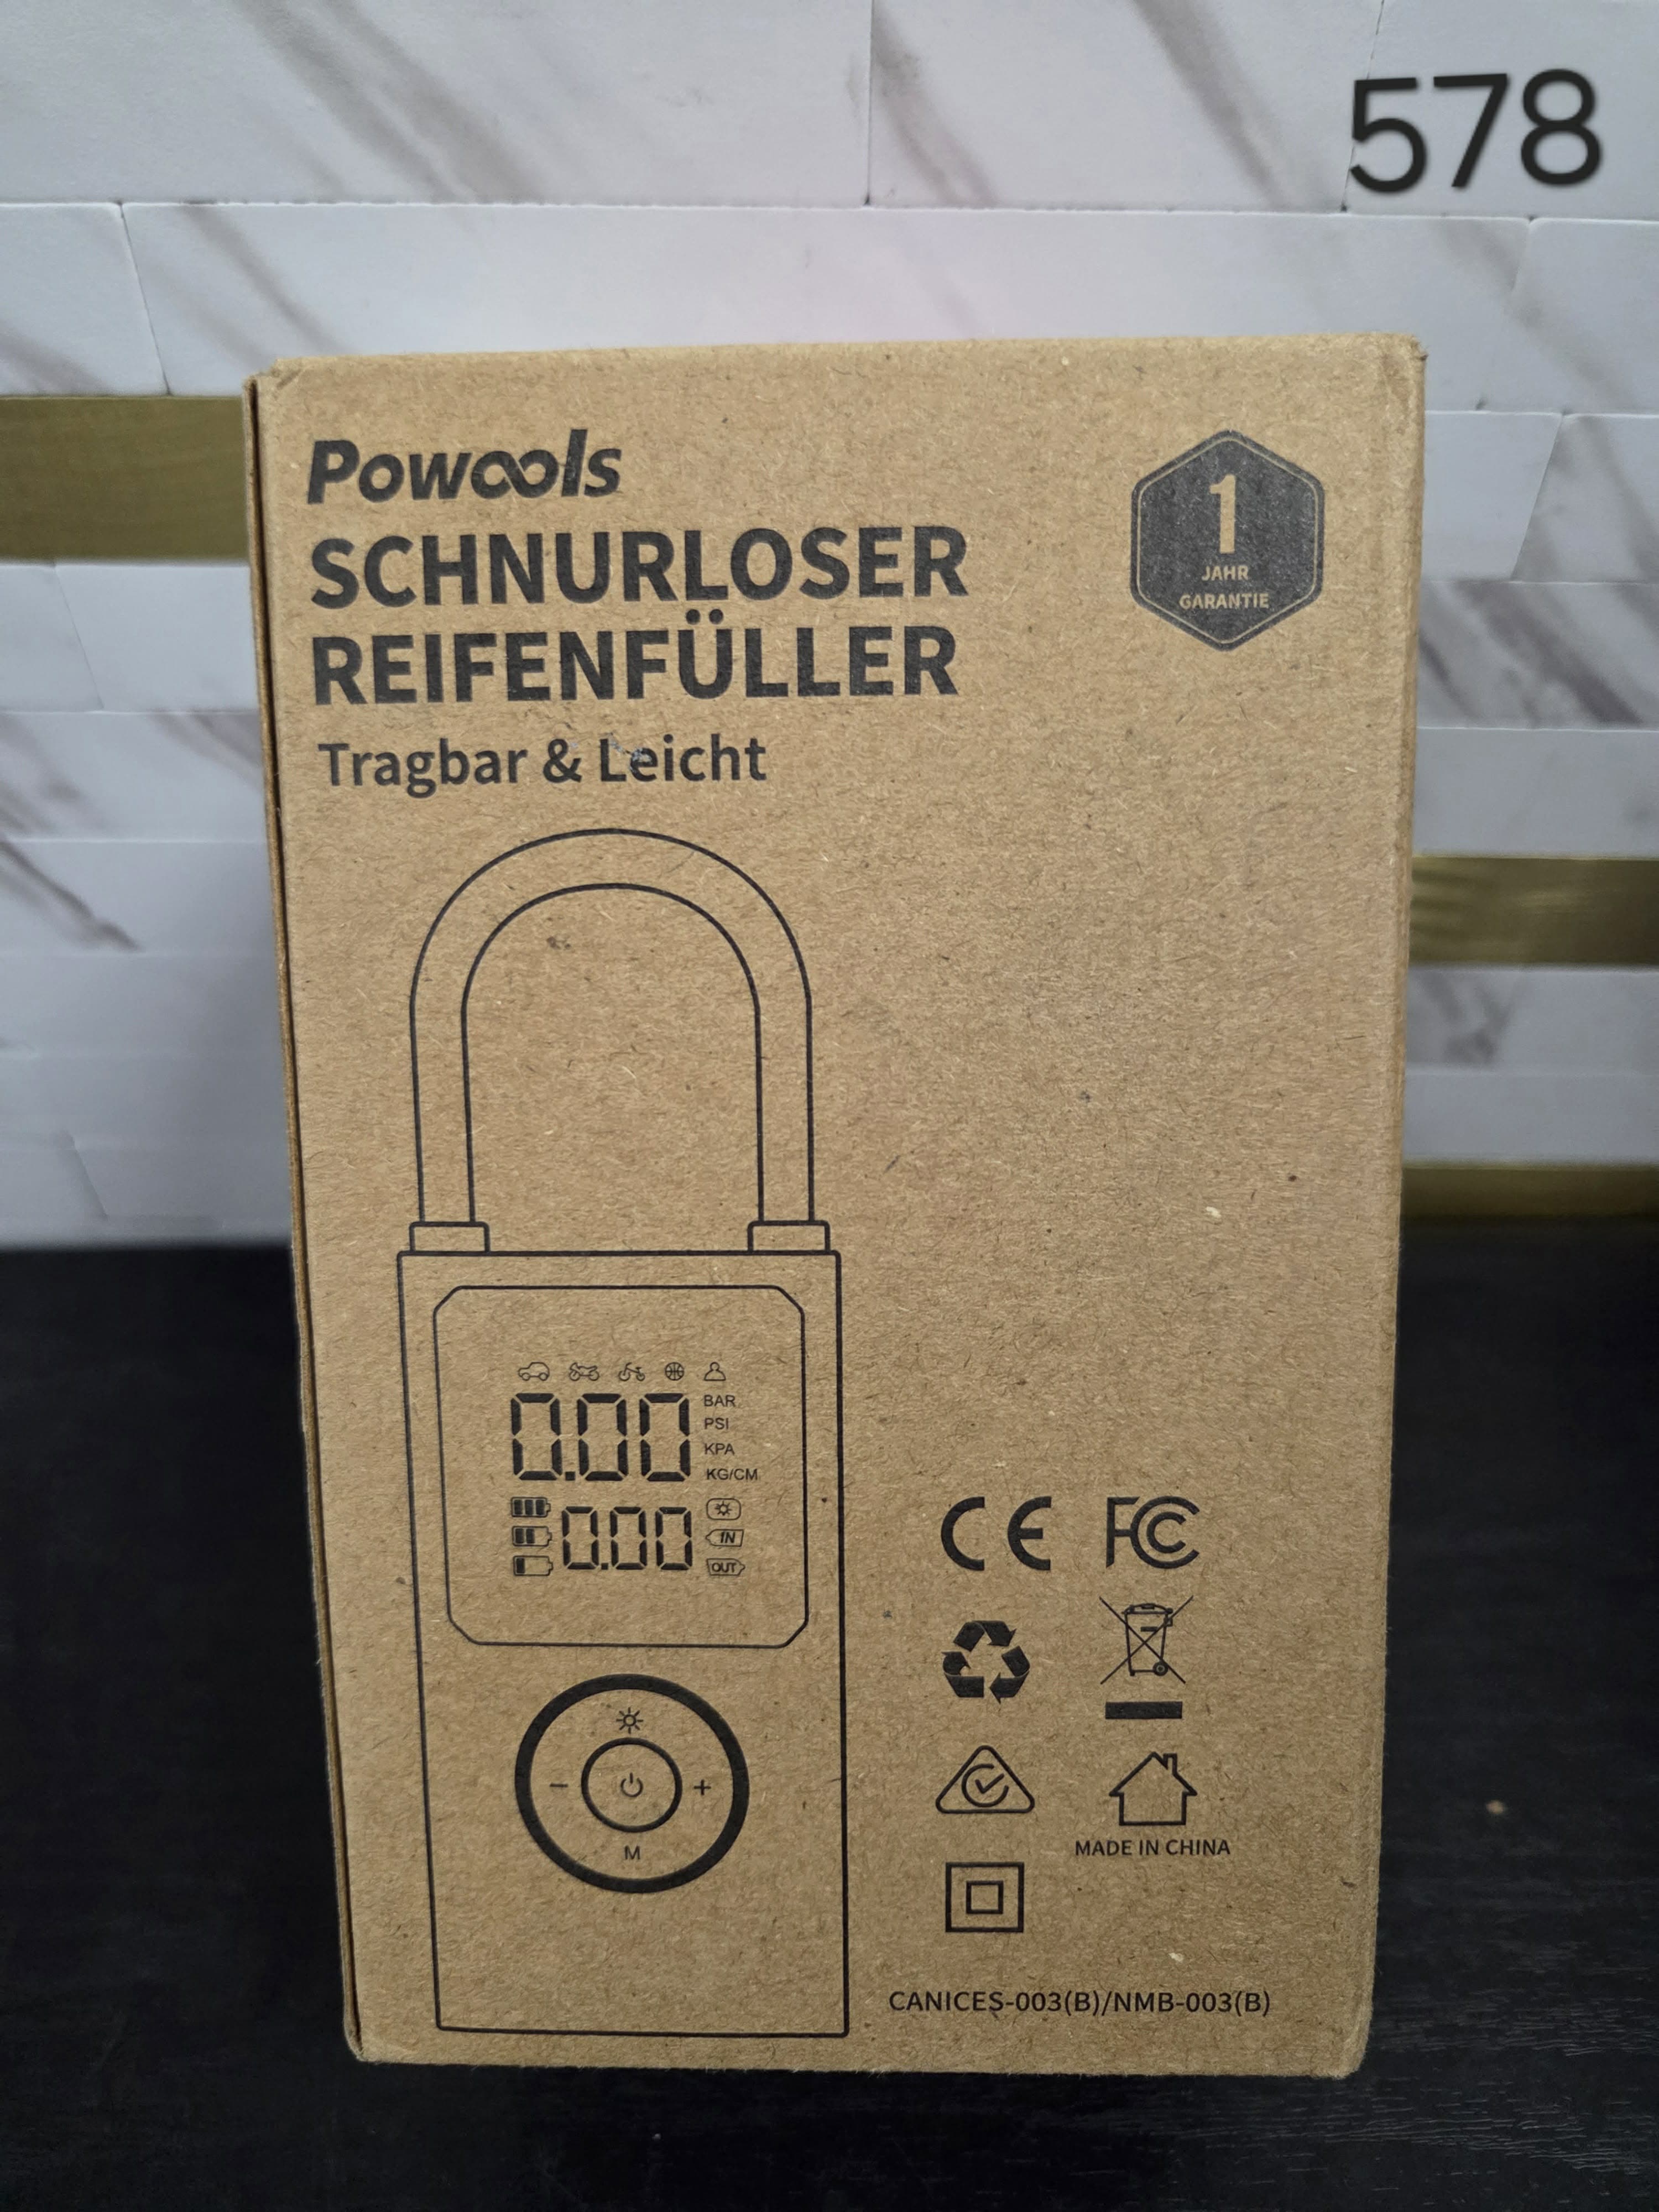 578
Powools
SCHNURLOSER
REIFENFÜLLER
Tragbar & Leicht
1
JAHR
GARANTIE
0.00
BAR
PSI
KPA
KG/CM
0.00
IN
OUT
M
CE FC
MADE IN CHINA
CANICES-003(B)/NMB-003(B)